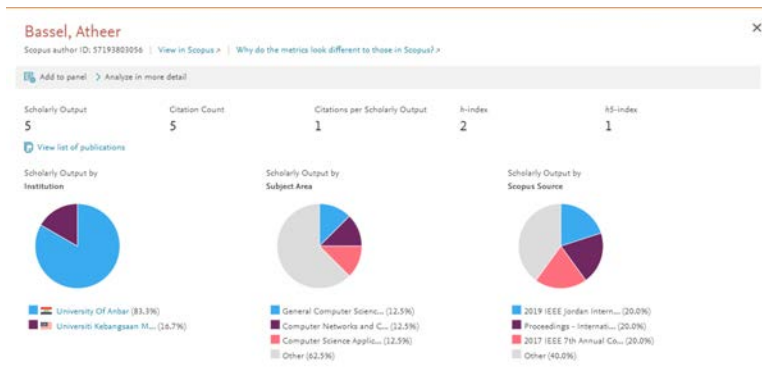 Bassel, Atheer
Scopus author ID: 57193803056 | View in Scopus > | Why do the metrics look different to those in Scopus? >
Add to panel > Analyze in more detail
Scholarly Output Citation Count Citations per Scholarly Output h-index h5-index
5 5 1 2 1
View list of publications
Scholarly Output by Scholarly Output by Scholarly Output by
Institution Subject Area Scopus Source
University Of Anbar (83.3%) General Computer Scienc... (12.5%) 2019 IEEE Jordan Intern... (20.0%)
Universiti Kebangsaan M... (16.7%) Computer Networks and C... (12.5%) Proceedings - Internati... (20.0%)
Computer Science Applic... (12.5%) 2017 IEEE 7th Annual Co... (20.0%)
Other (62.5%) Other (40.0%)